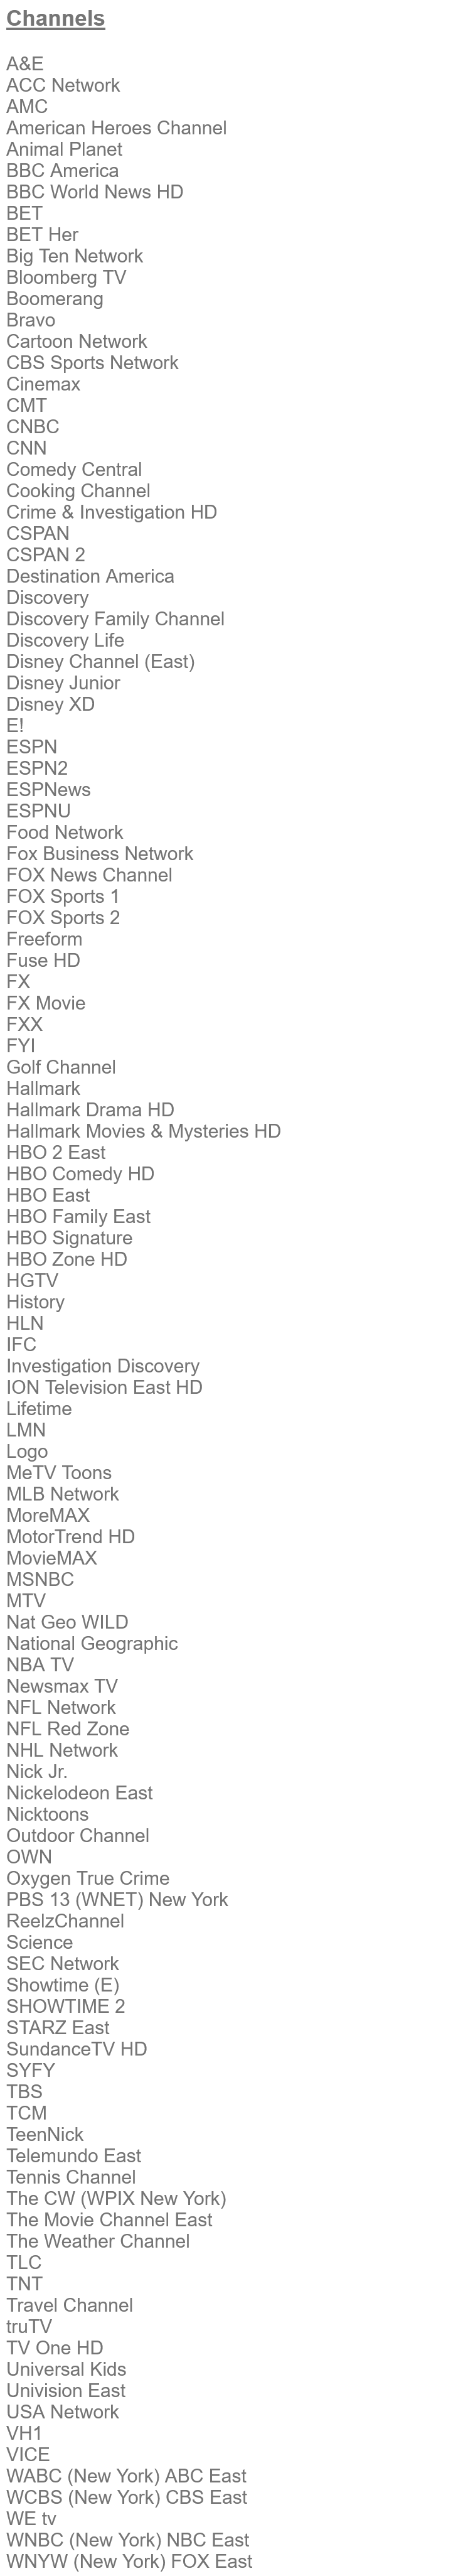 Channels
A&E
ACC Network
AMC
American Heroes Channel
Animal Planet
BBC America
BBC World News HD
BET
BET Her
Big Ten Network
Bloomberg TV
Boomerang
Bravo
Cartoon Network
CBS Sports Network
Cinemax
CMT
CNBC
CNN
Comedy Central
Cooking Channel
Crime & Investigation HD
CSPAN
CSPAN 2
Destination America
Discovery
Discovery Family Channel
Discovery Life
Disney Channel (East)
Disney Junior
Disney XD
E!
ESPN
ESPN2
ESPNews
ESPNU
Food Network
Fox Business Network
FOX News Channel
FOX Sports 1
FOX Sports 2
Freeform
Fuse HD
FX
FX Movie
FXX
FYI
Golf Channel
Hallmark
Hallmark Drama HD
Hallmark Movies & Mysteries HD
HBO 2 East
HBO Comedy HD
HBO East
HBO Family East
HBO Signature
HBO Zone HD
HGTV
History
HLN
IFC
Investigation Discovery
ION Television East HD
Lifetime
LMN
Logo
MeTV Toons
MLB Network
MoreMAX
MotorTrend HD
MovieMAX
MSNBC
MTV
Nat Geo WILD
National Geographic
NBA TV
Newsmax TV
NFL Network
NFL Red Zone
NHL Network
Nick Jr.
Nickelodeon East
Nicktoons
Outdoor Channel
OWN
Oxygen True Crime
PBS 13 (WNET) New York
ReelzChannel
Science
SEC Network
Showtime (E)
SHOWTIME 2
STARZ East
SundanceTV HD
SYFY
TBS
TCM
TeenNick
Telemundo East
Tennis Channel
The CW (WPIX New York)
The Movie Channel East
The Weather Channel
TLC
TNT
Travel Channel
truTV
TV One HD
Universal Kids
Univision East
USA Network
VH1
VICE
WABC (New York) ABC East
WCBS (New York) CBS East
WE tv
WNBC (New York) NBC East
WNYW (New York) FOX East